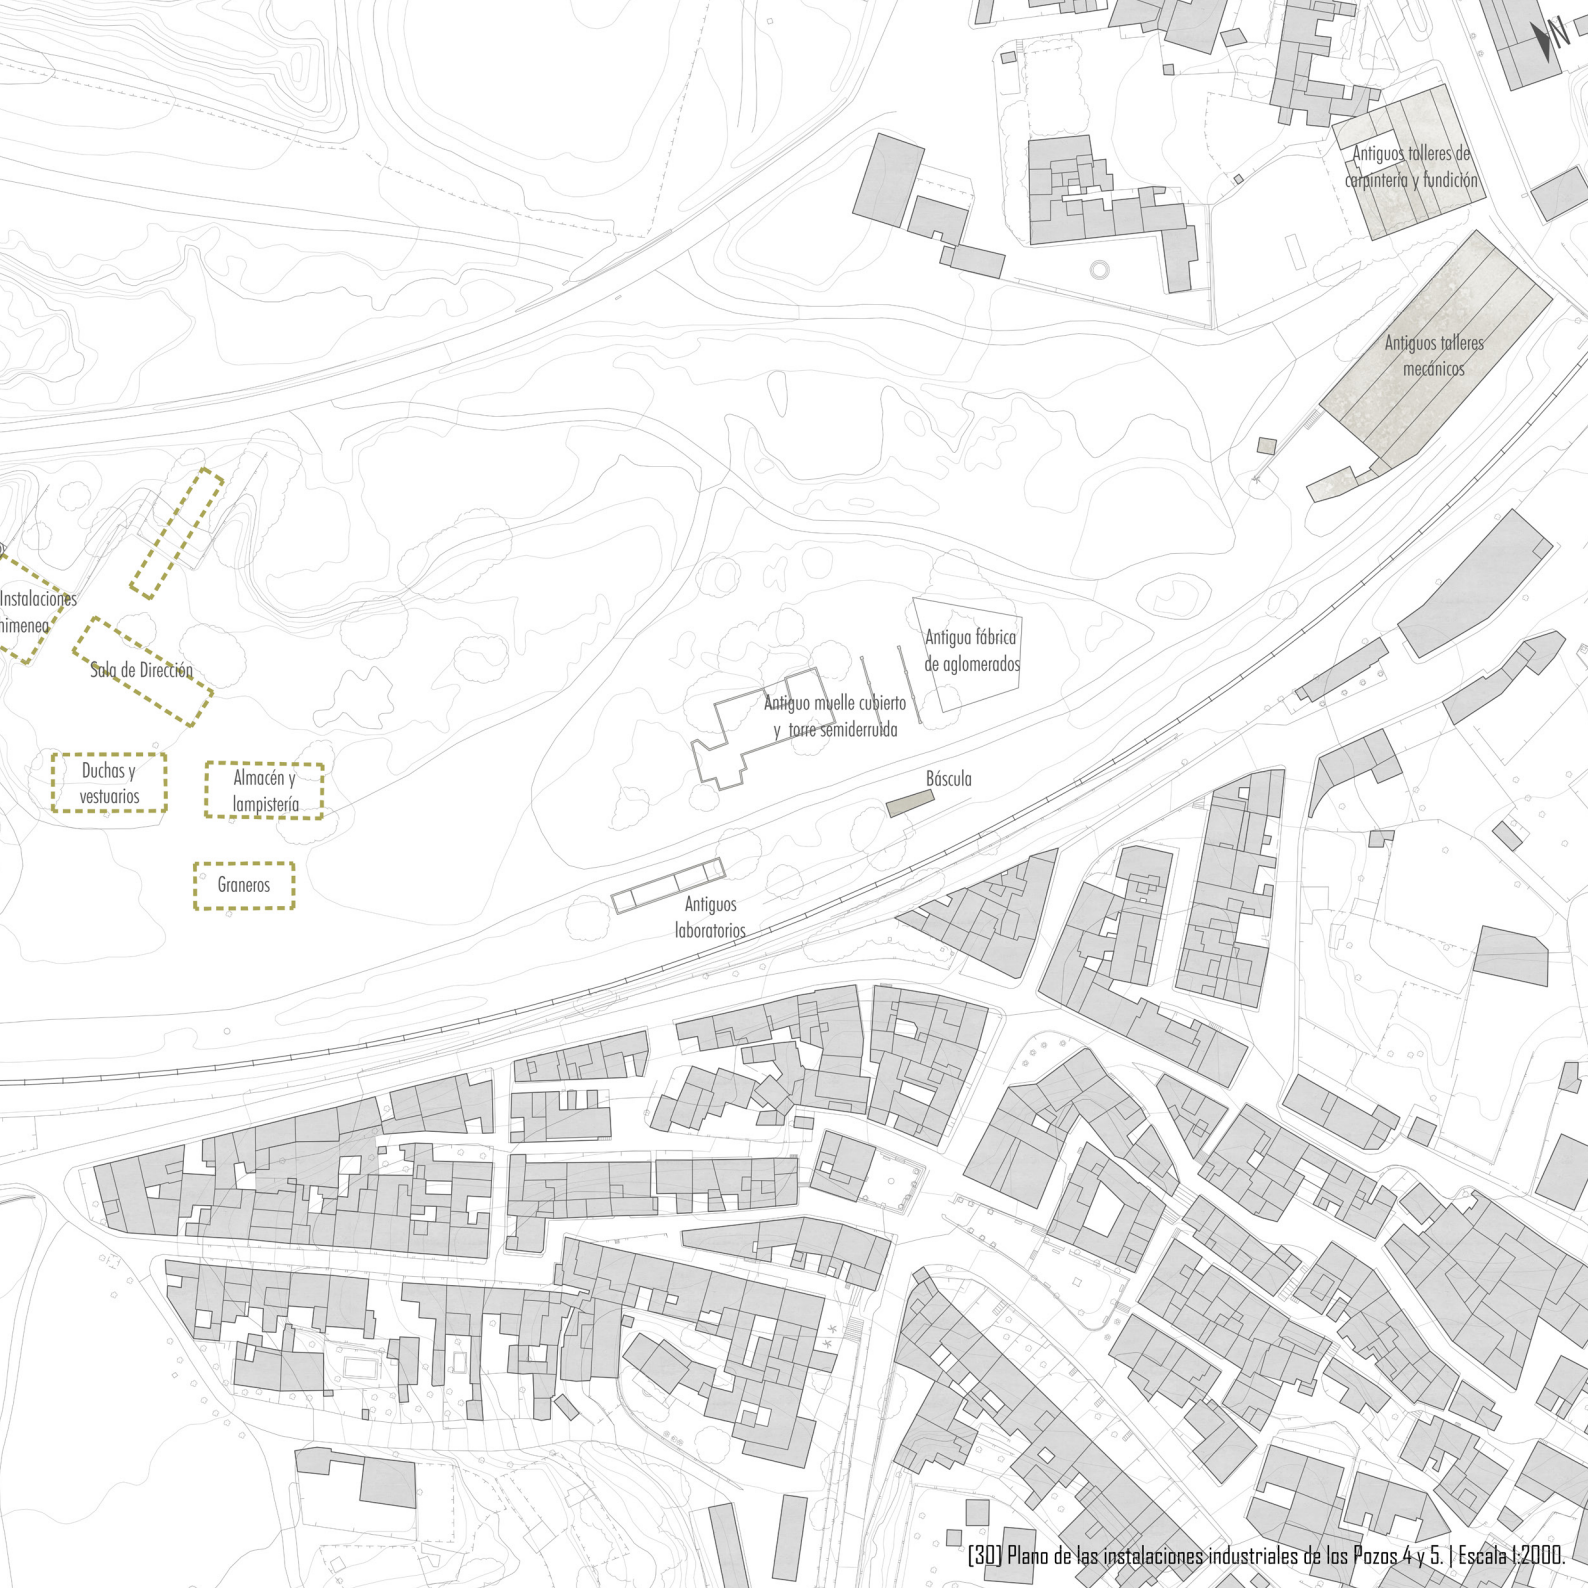 N
Antiguos talleres de
carpintería y fundición
Antiguos talleres
mecánicos
Instalaciones
himenea
Sala de Dirección
Antigua fábrica
de aglomerados
Antiguo muelle cubierto
y torre semiderruida
Duchas y
vestuarios
Almacén y
lampistería
Báscula
Graneros
Antiguos
laboratorios
[30] Plano de las instalaciones industriales de los Pozos 4 y 5. | Escala 1:2000.